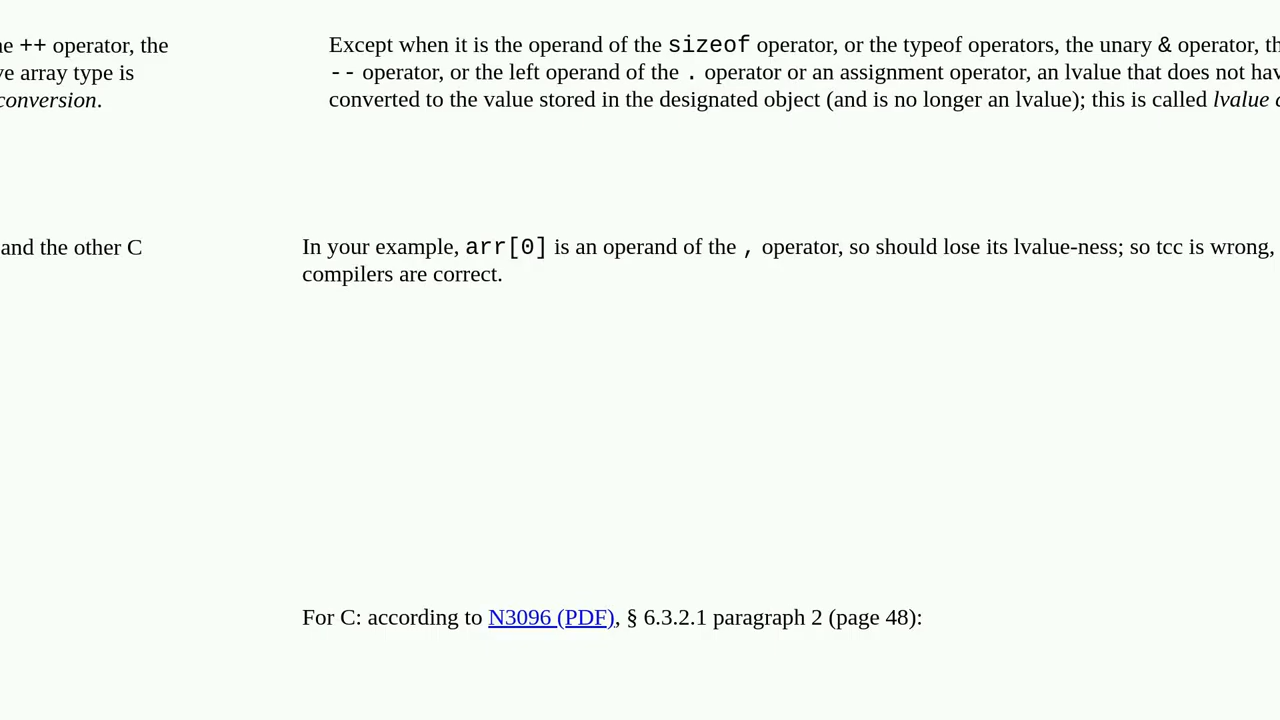 ne ++ operator, the
ve array type is
conversion.
Except when it is the operand of the sizeof operator, or the typeof operators, the unary & operator, th
-- operator, or the left operand of the . operator or an assignment operator, an lvalue that does not hav
converted to the value stored in the designated object (and is no longer an lvalue); this is called lvalue c
and the other C
In your example, arr[0] is an operand of the , operator, so should lose its lvalue-ness; so tcc is wrong,
compilers are correct.
For C: according to N3096 (PDF), § 6.3.2.1 paragraph 2 (page 48):